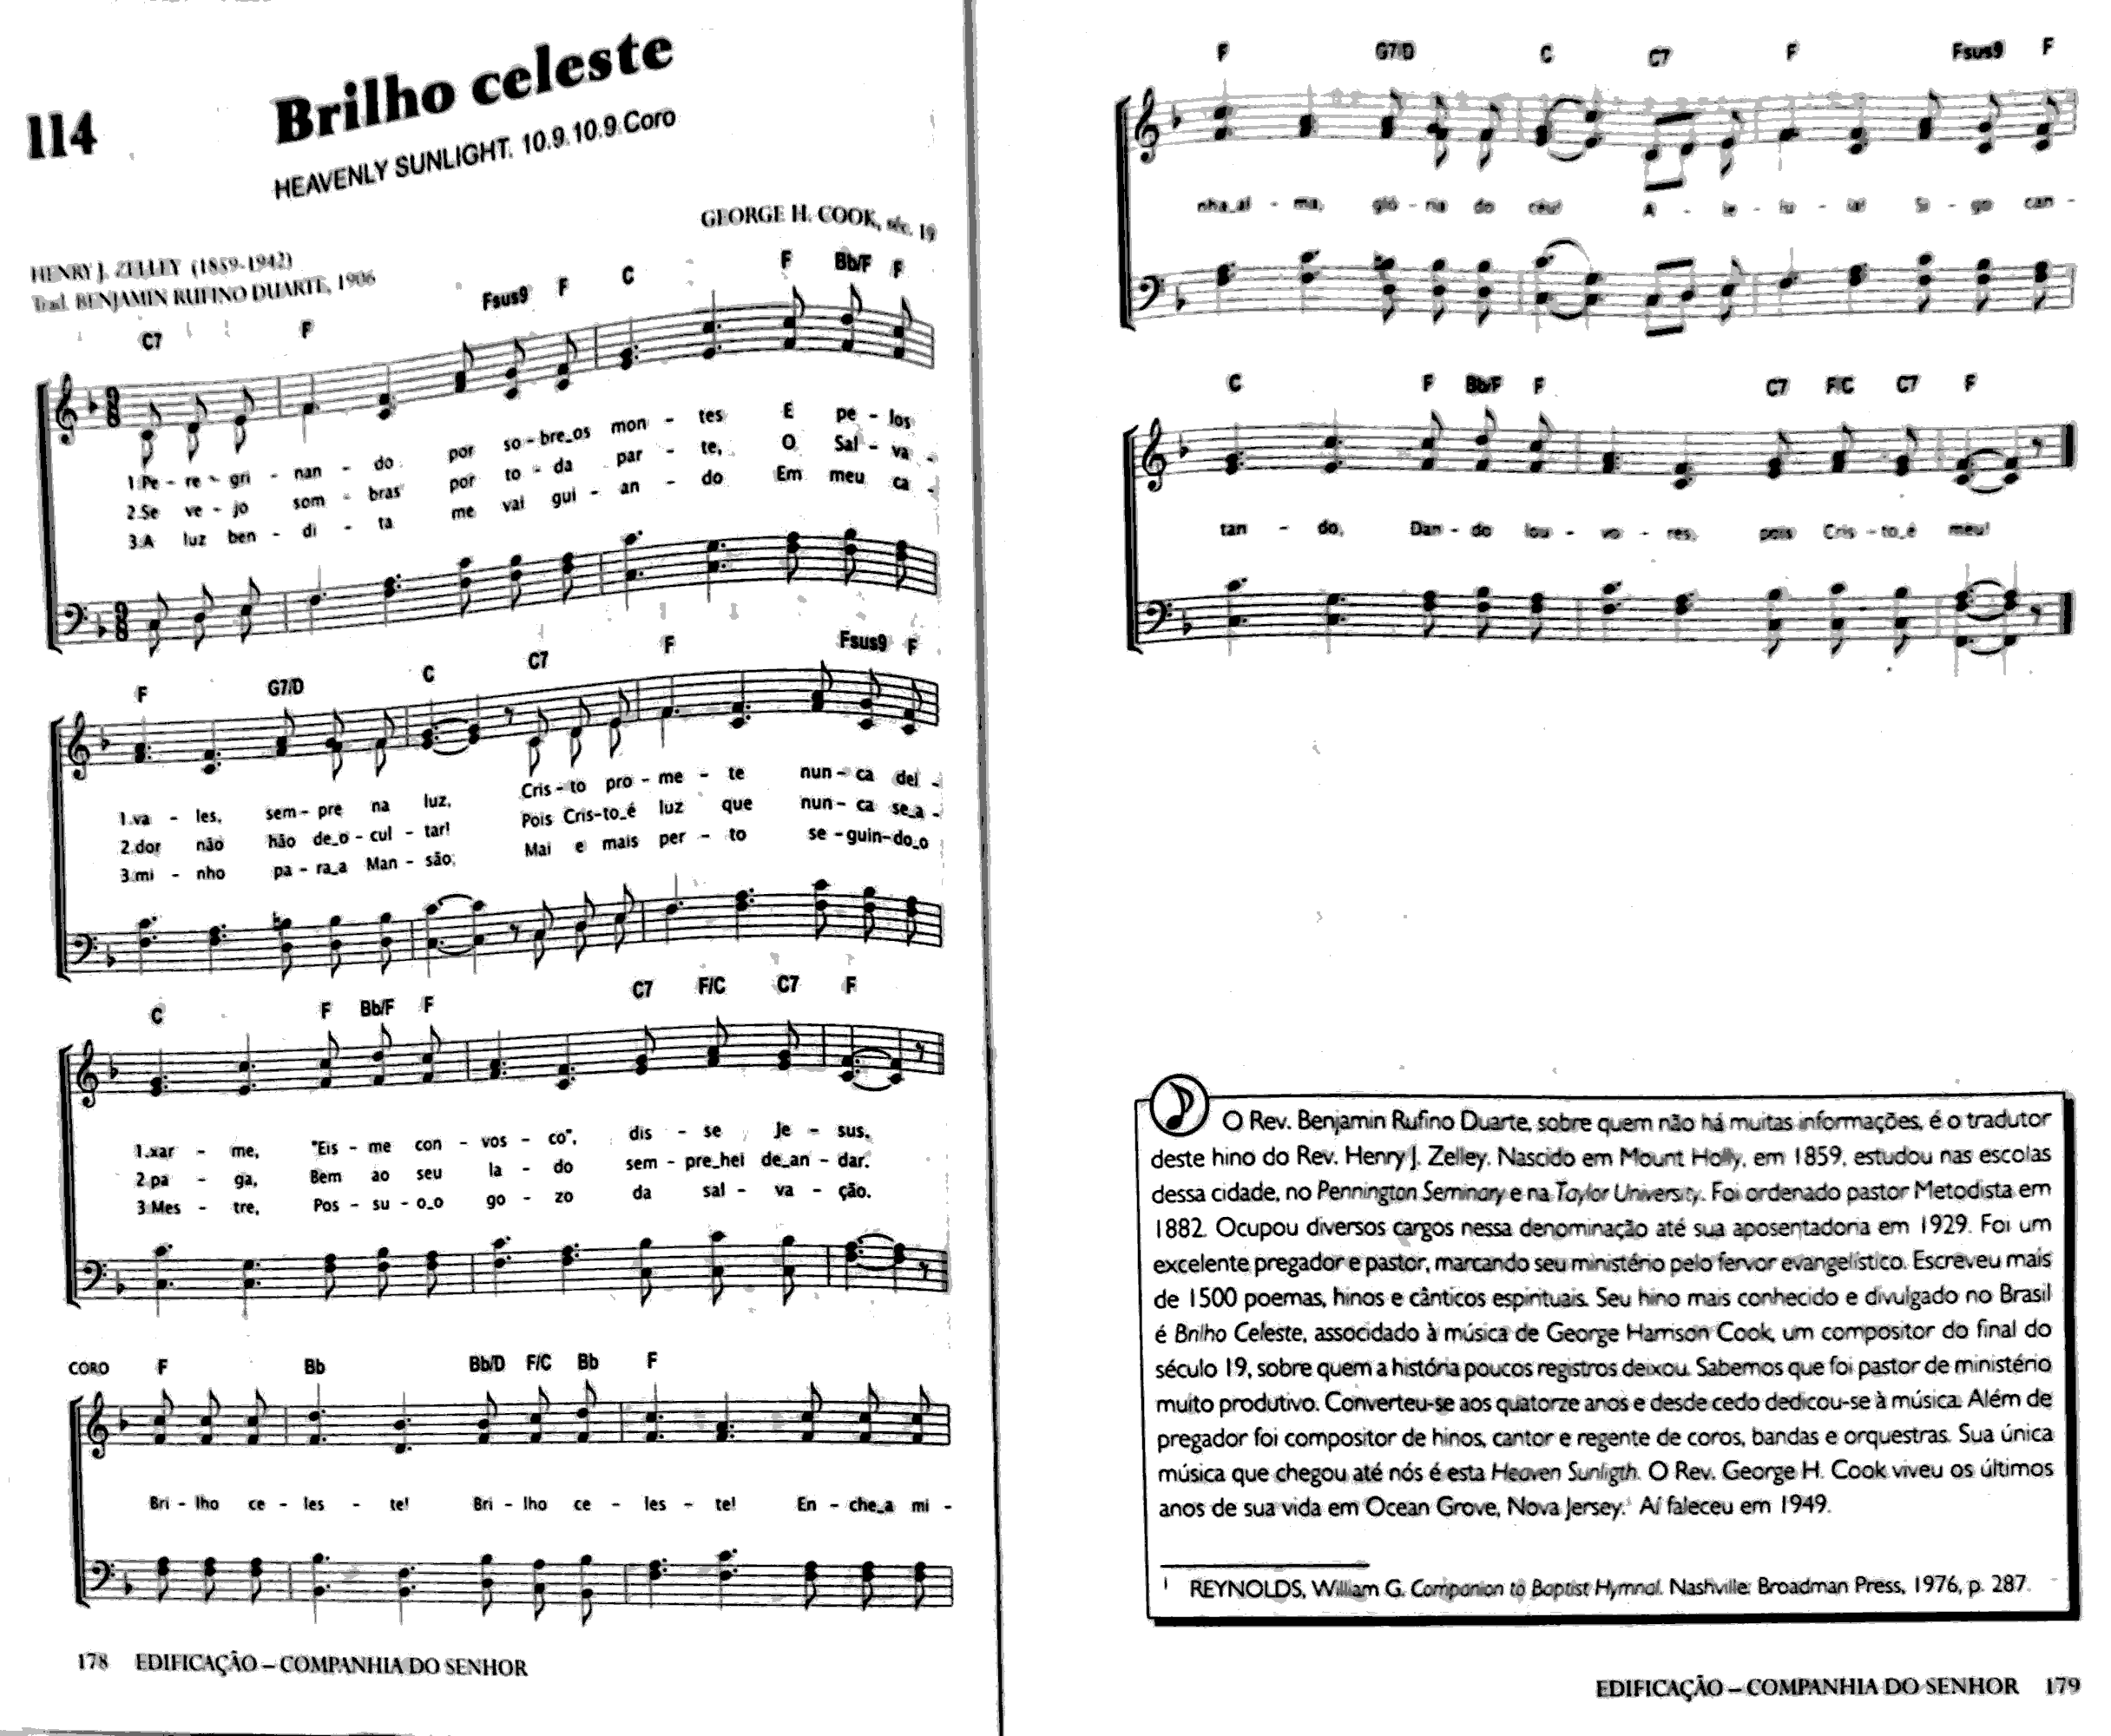 114
Brilho celeste
HEAVENLY SUNLIGHT. 10.9.10.9.Coro
GEORGE H. COOK, séc. 19
HENRY J. ZELLEY (1859-1942)
Trad. BENJAMIN RUFINO DUARTE, 1906
C7 F Fsus9 F C F Bb/F F
1.Pe - re - gri - nan - do por so - bre_os mon - tes E pe - los
2.Se ve - jo som - bras por to - da par - te, O Sal - va -
3.A luz ben - di - ta me vai gui - an - do Em meu ca -
F G7/D C C7 F Fsus9 F
1.va - les, sem - pre na luz, Cris - to pro - me - te nun - ca dei -
2.dor não hão de_o - cul - tar! Pois Cris - to_é luz que nun - ca se_a -
3.mi - nho pa - ra_a Man - são; Mai e mais per - to se - guin - do_o
C F Bb/F F C7 F/C C7 F
1.xar - me, "Eis - me con - vos - co", dis - se Je - sus.
2.pa - ga, Bem ao seu la - do sem - pre_hei de_an - dar.
3.Mes - tre, Pos - su - o_o go - zo da sal - va - ção.
CORO F Bb Bb/D F/C Bb F
Bri - lho ce - les - te! Bri - lho ce - les - te! En - che_a mi -
178 EDIFICAÇÃO – COMPANHIA DO SENHOR
F G7/D C C7 F Fsus9 F
nha_al - ma, gló - ria do céu! A - le - lu - ia! Si - go can -
C F Bb/F F C7 F/C C7 F
tan - do, Dan - do lou - vo - res, pois Cris - to_é meu!
O Rev. Benjamin Rufino Duarte, sobre quem não há muitas informações, é o tradutor
deste hino do Rev. Henry J. Zelley. Nascido em Mount Holly, em 1859, estudou nas escolas
dessa cidade, no Pennington Seminary e na Taylor University. Foi ordenado pastor Metodista em
1882. Ocupou diversos cargos nessa denominação até sua aposentadoria em 1929. Foi um
excelente pregador e pastor, marcando seu ministério pelo fervor evangelístico. Escreveu mais
de 1500 poemas, hinos e cânticos espirituais. Seu hino mais conhecido e divulgado no Brasil
é Brilho Celeste, associdado à música de George Harrison Cook, um compositor do final do
século 19, sobre quem a história poucos registros deixou. Sabemos que foi pastor de ministério
muito produtivo. Converteu-se aos quatorze anos e desde cedo dedicou-se à música. Além de
pregador foi compositor de hinos, cantor e regente de coros, bandas e orquestras. Sua única
música que chegou até nós é esta Heaven Sunligth. O Rev. George H. Cook viveu os últimos
anos de sua vida em Ocean Grove, Nova Jersey.¹ Aí faleceu em 1949.
¹ REYNOLDS, William G. Companion to Baptist Hymnal. Nashville: Broadman Press, 1976, p. 287.
EDIFICAÇÃO – COMPANHIA DO SENHOR 179